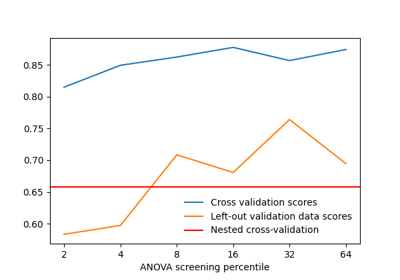 0.85
0.80
0.75
0.70
0.65
0.60
Cross validation scores
Left-out validation data scores
Nested cross-validation
2 4 8 16 32 64
ANOVA screening percentile